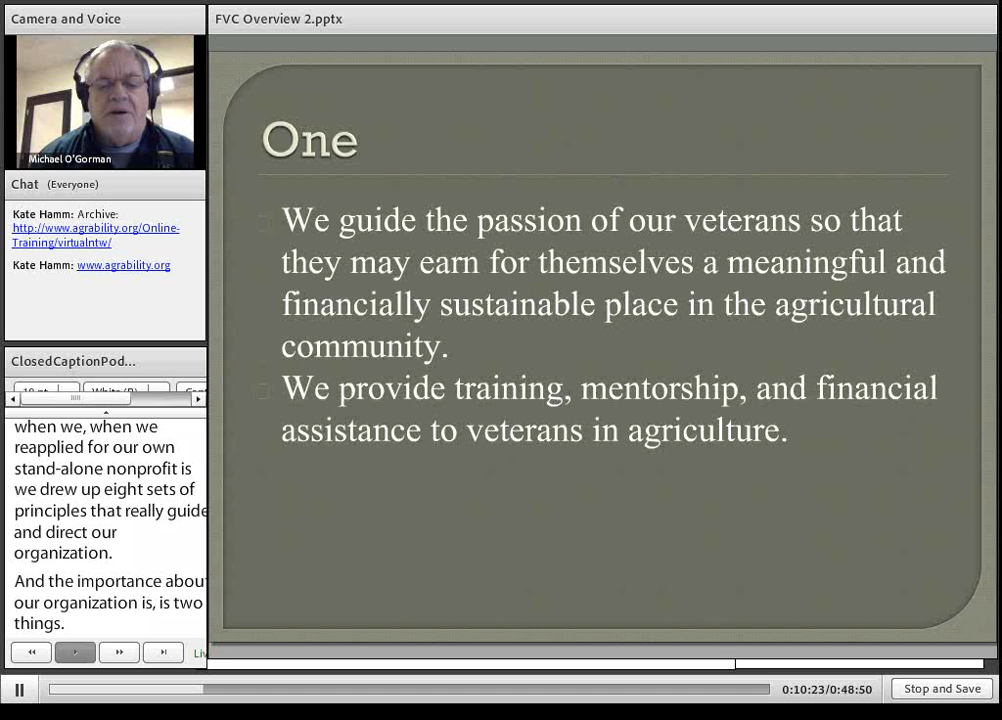 Camera and Voice
FVC Overview 2.pptx
Michael O'Gorman
Chat (Everyone)
Kate Hamm: Archive:
http://www.agrability.org/Online-
Training/virtualntw/
Kate Hamm: www.agrability.org
One
We guide the passion of our veterans so that
they may earn for themselves a meaningful and
financially sustainable place in the agricultural
community.
We provide training, mentorship, and financial
assistance to veterans in agriculture.
ClosedCaptionPod...
when we, when we
reapplied for our own
stand-alone nonprofit is
we drew up eight sets of
principles that really guide
and direct our
organization.
And the importance about
our organization is, is two
things.
0:10:23/0:48:50
Stop and Save